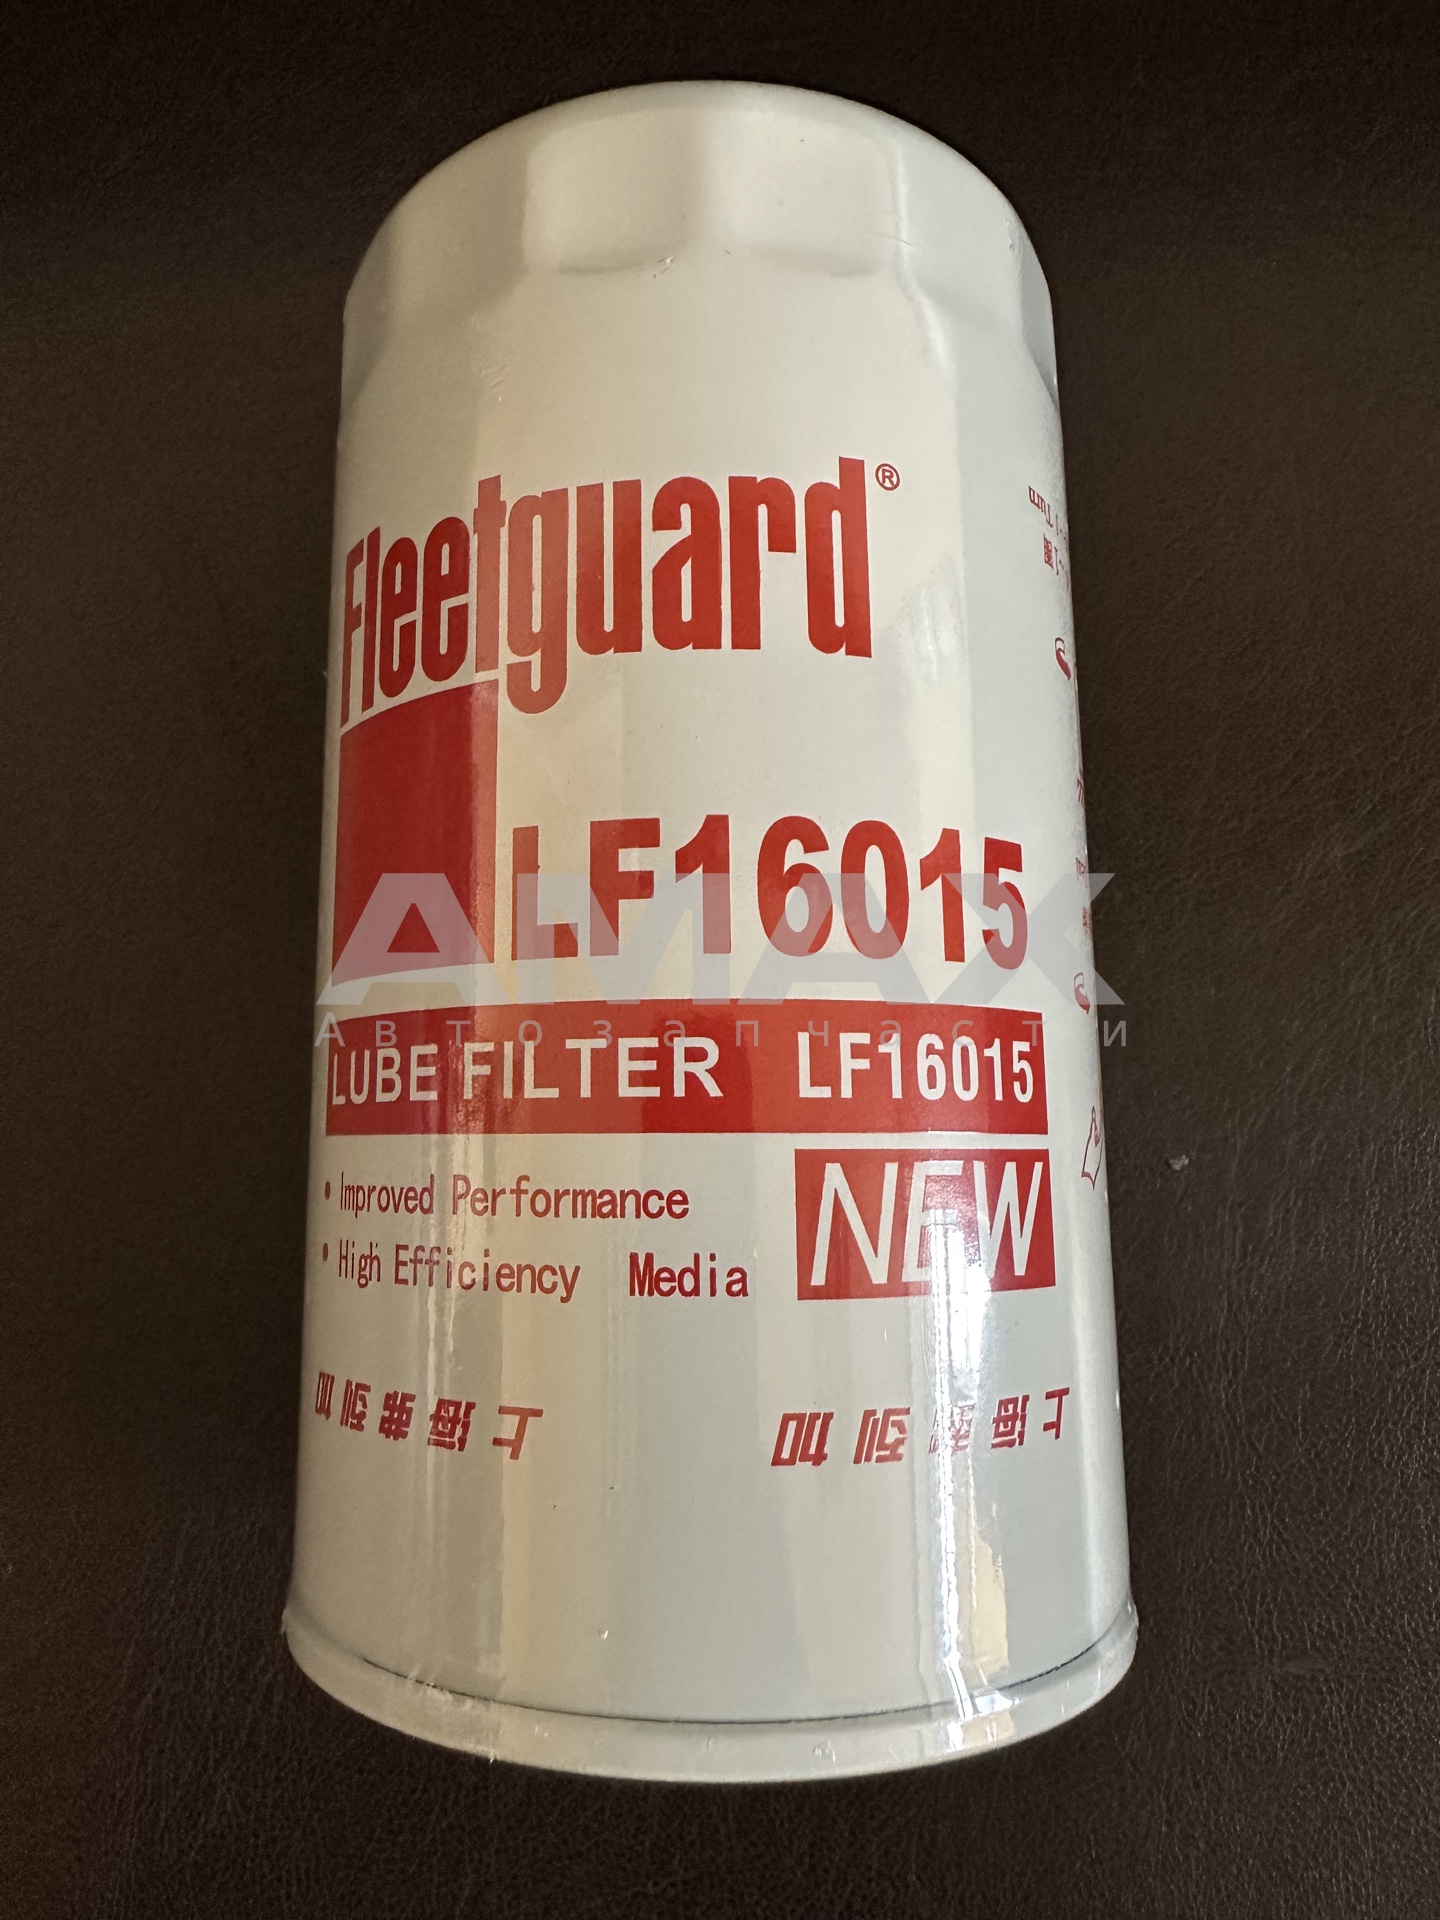 Fleetguard®
LF16015
AMAX
Автозапчасти
LUBE FILTER LF16015
• Improved Performance
• High Efficiency Media
NEW